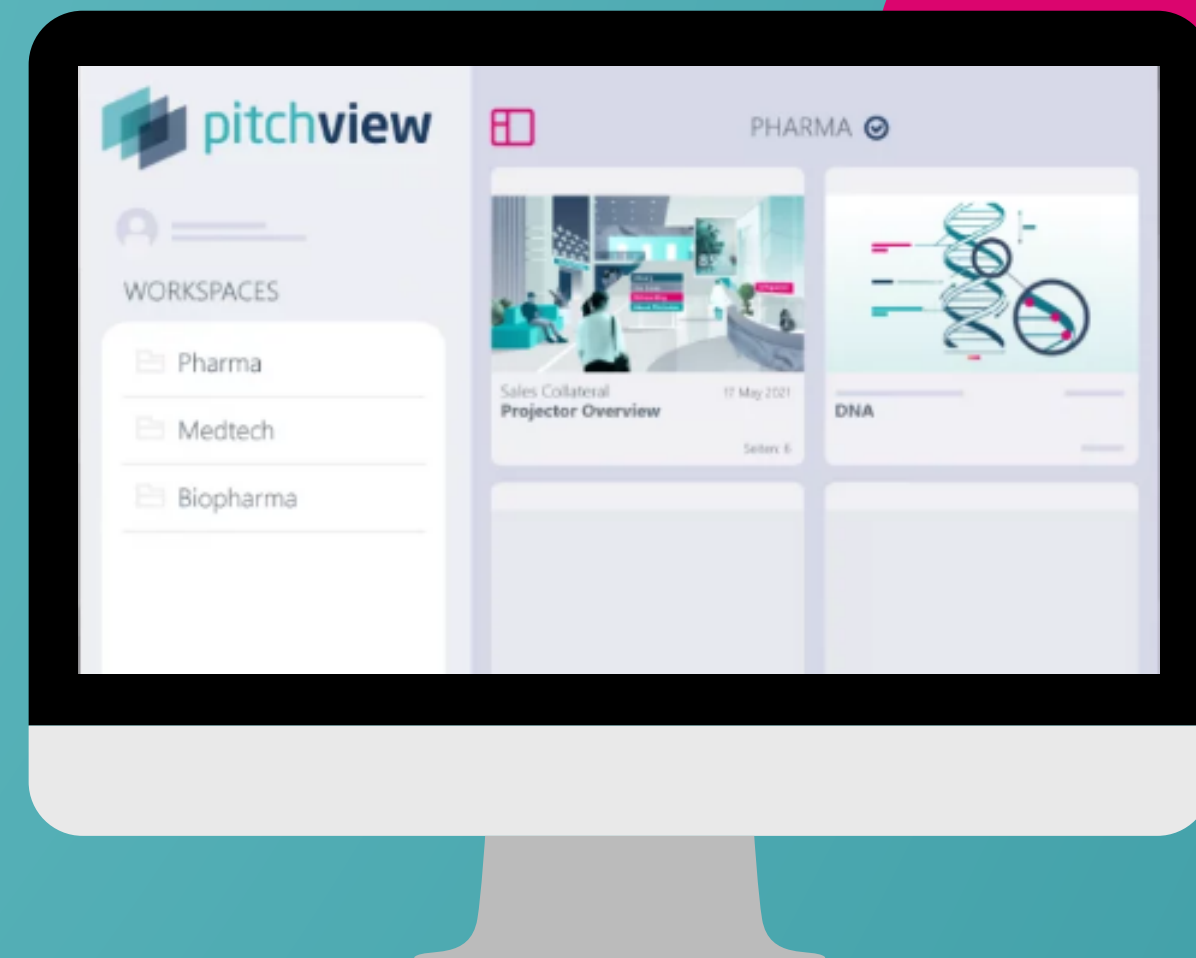 pitchview
WORKSPACES
Pharma
Medtech
Biopharma
PHARMA
Sales Collateral 17 May 2021
Projector Overview
Seiten: 6
DNA